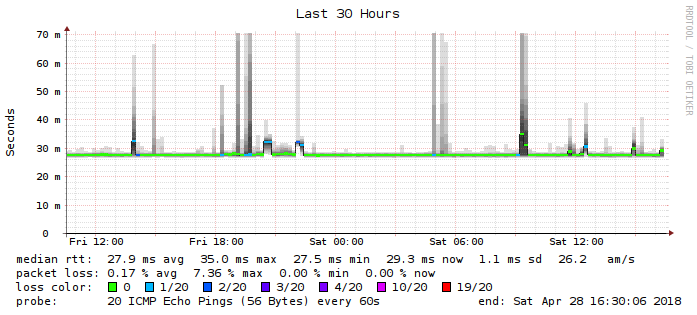 Last 30 Hours
RRDTOOL / TOBI OETIKER
Seconds
70 m
60 m
50 m
40 m
30 m
20 m
10 m
0
Fri 12:00 Fri 18:00 Sat 00:00 Sat 06:00 Sat 12:00
median rtt: 27.9 ms avg 35.0 ms max 27.5 ms min 29.3 ms now 1.1 ms sd 26.2 am/s
packet loss: 0.17 % avg 7.36 % max 0.00 % min 0.00 % now
loss color: 0 1/20 2/20 3/20 4/20 10/20 19/20
probe: 20 ICMP Echo Pings (56 Bytes) every 60s end: Sat Apr 28 16:30:06 2018